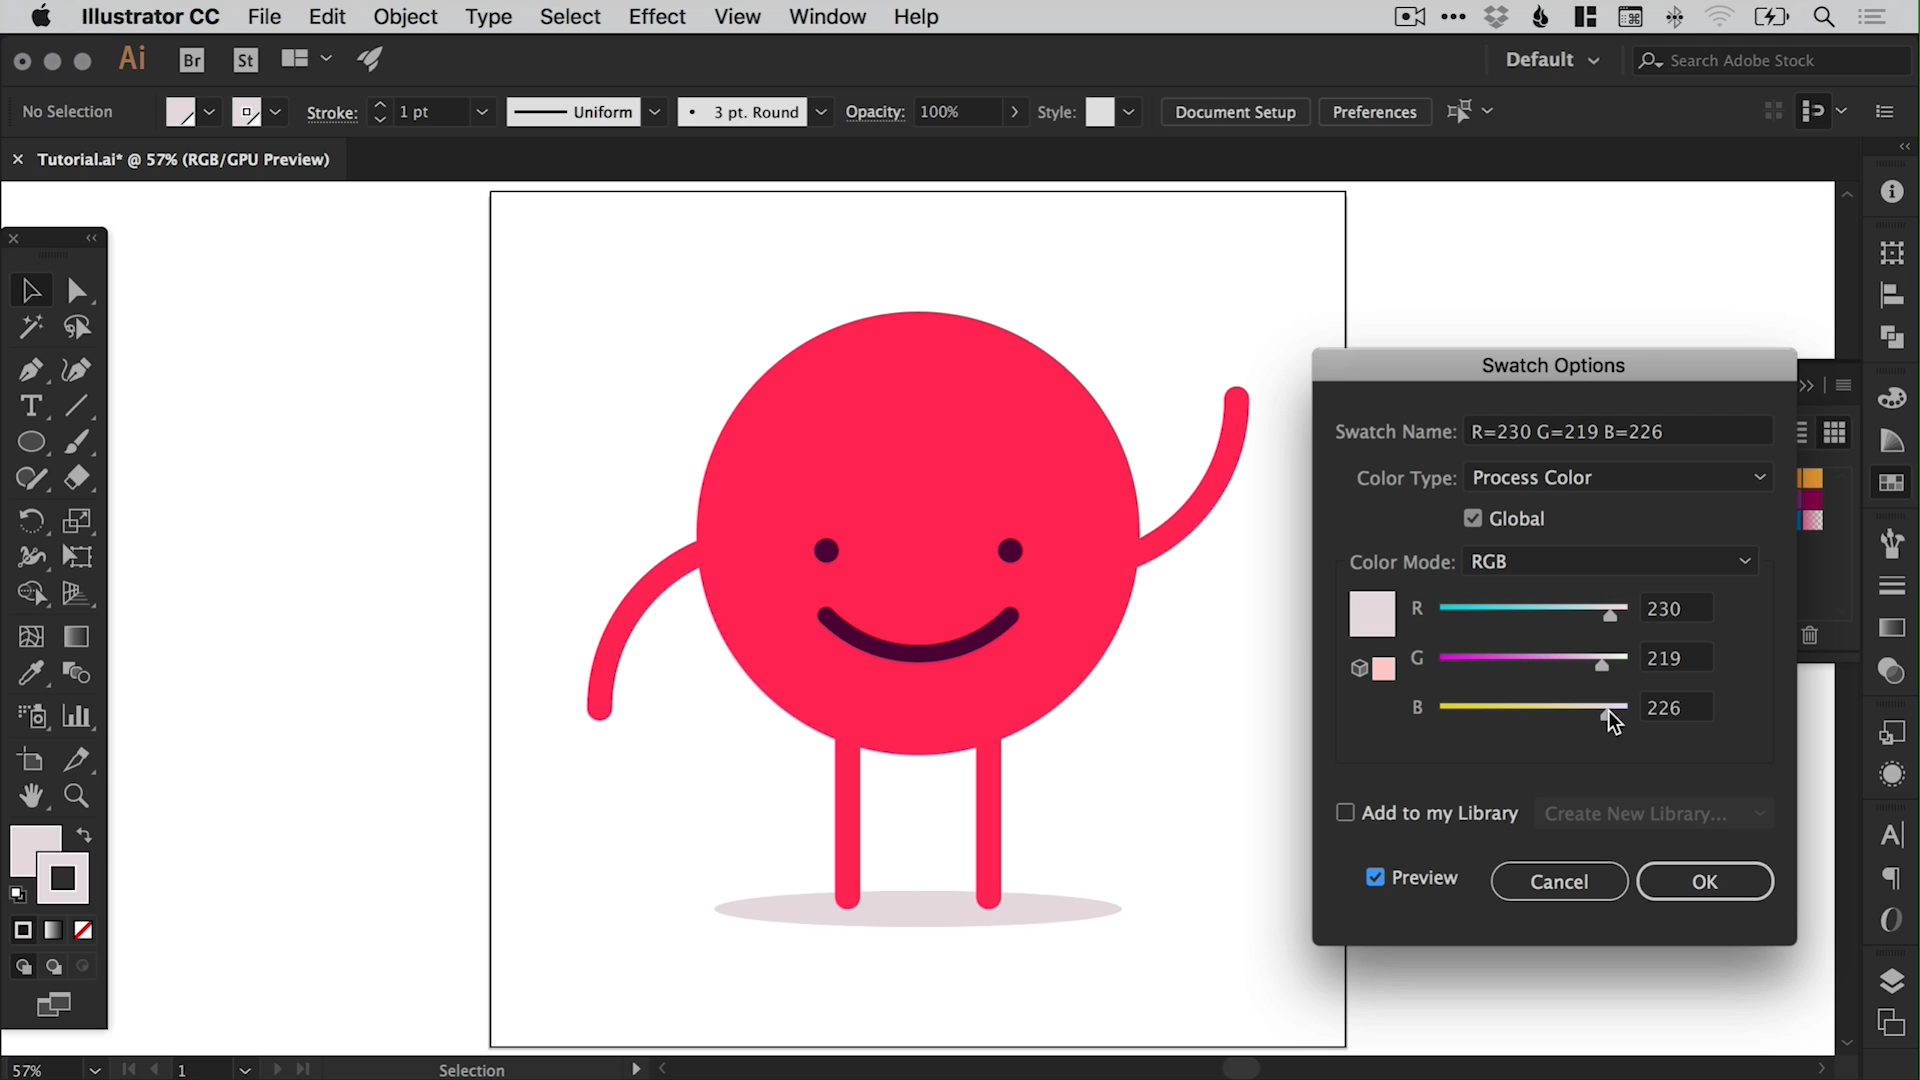 Illustrator CC File Edit Object Type Select Effect View Window Help
Ai Br St Default Search Adobe Stock
No Selection Stroke: 1 pt Uniform 3 pt. Round Opacity: 100% Style: Document Setup Preferences
Tutorial.ai* @ 57% (RGB/GPU Preview)
Swatch Options
Swatch Name: R=230 G=219 B=226
Color Type: Process Color
Global
Color Mode: RGB
R 230
G 219
B 226
Add to my Library Create New Library...
Preview Cancel OK
57% 1 Selection